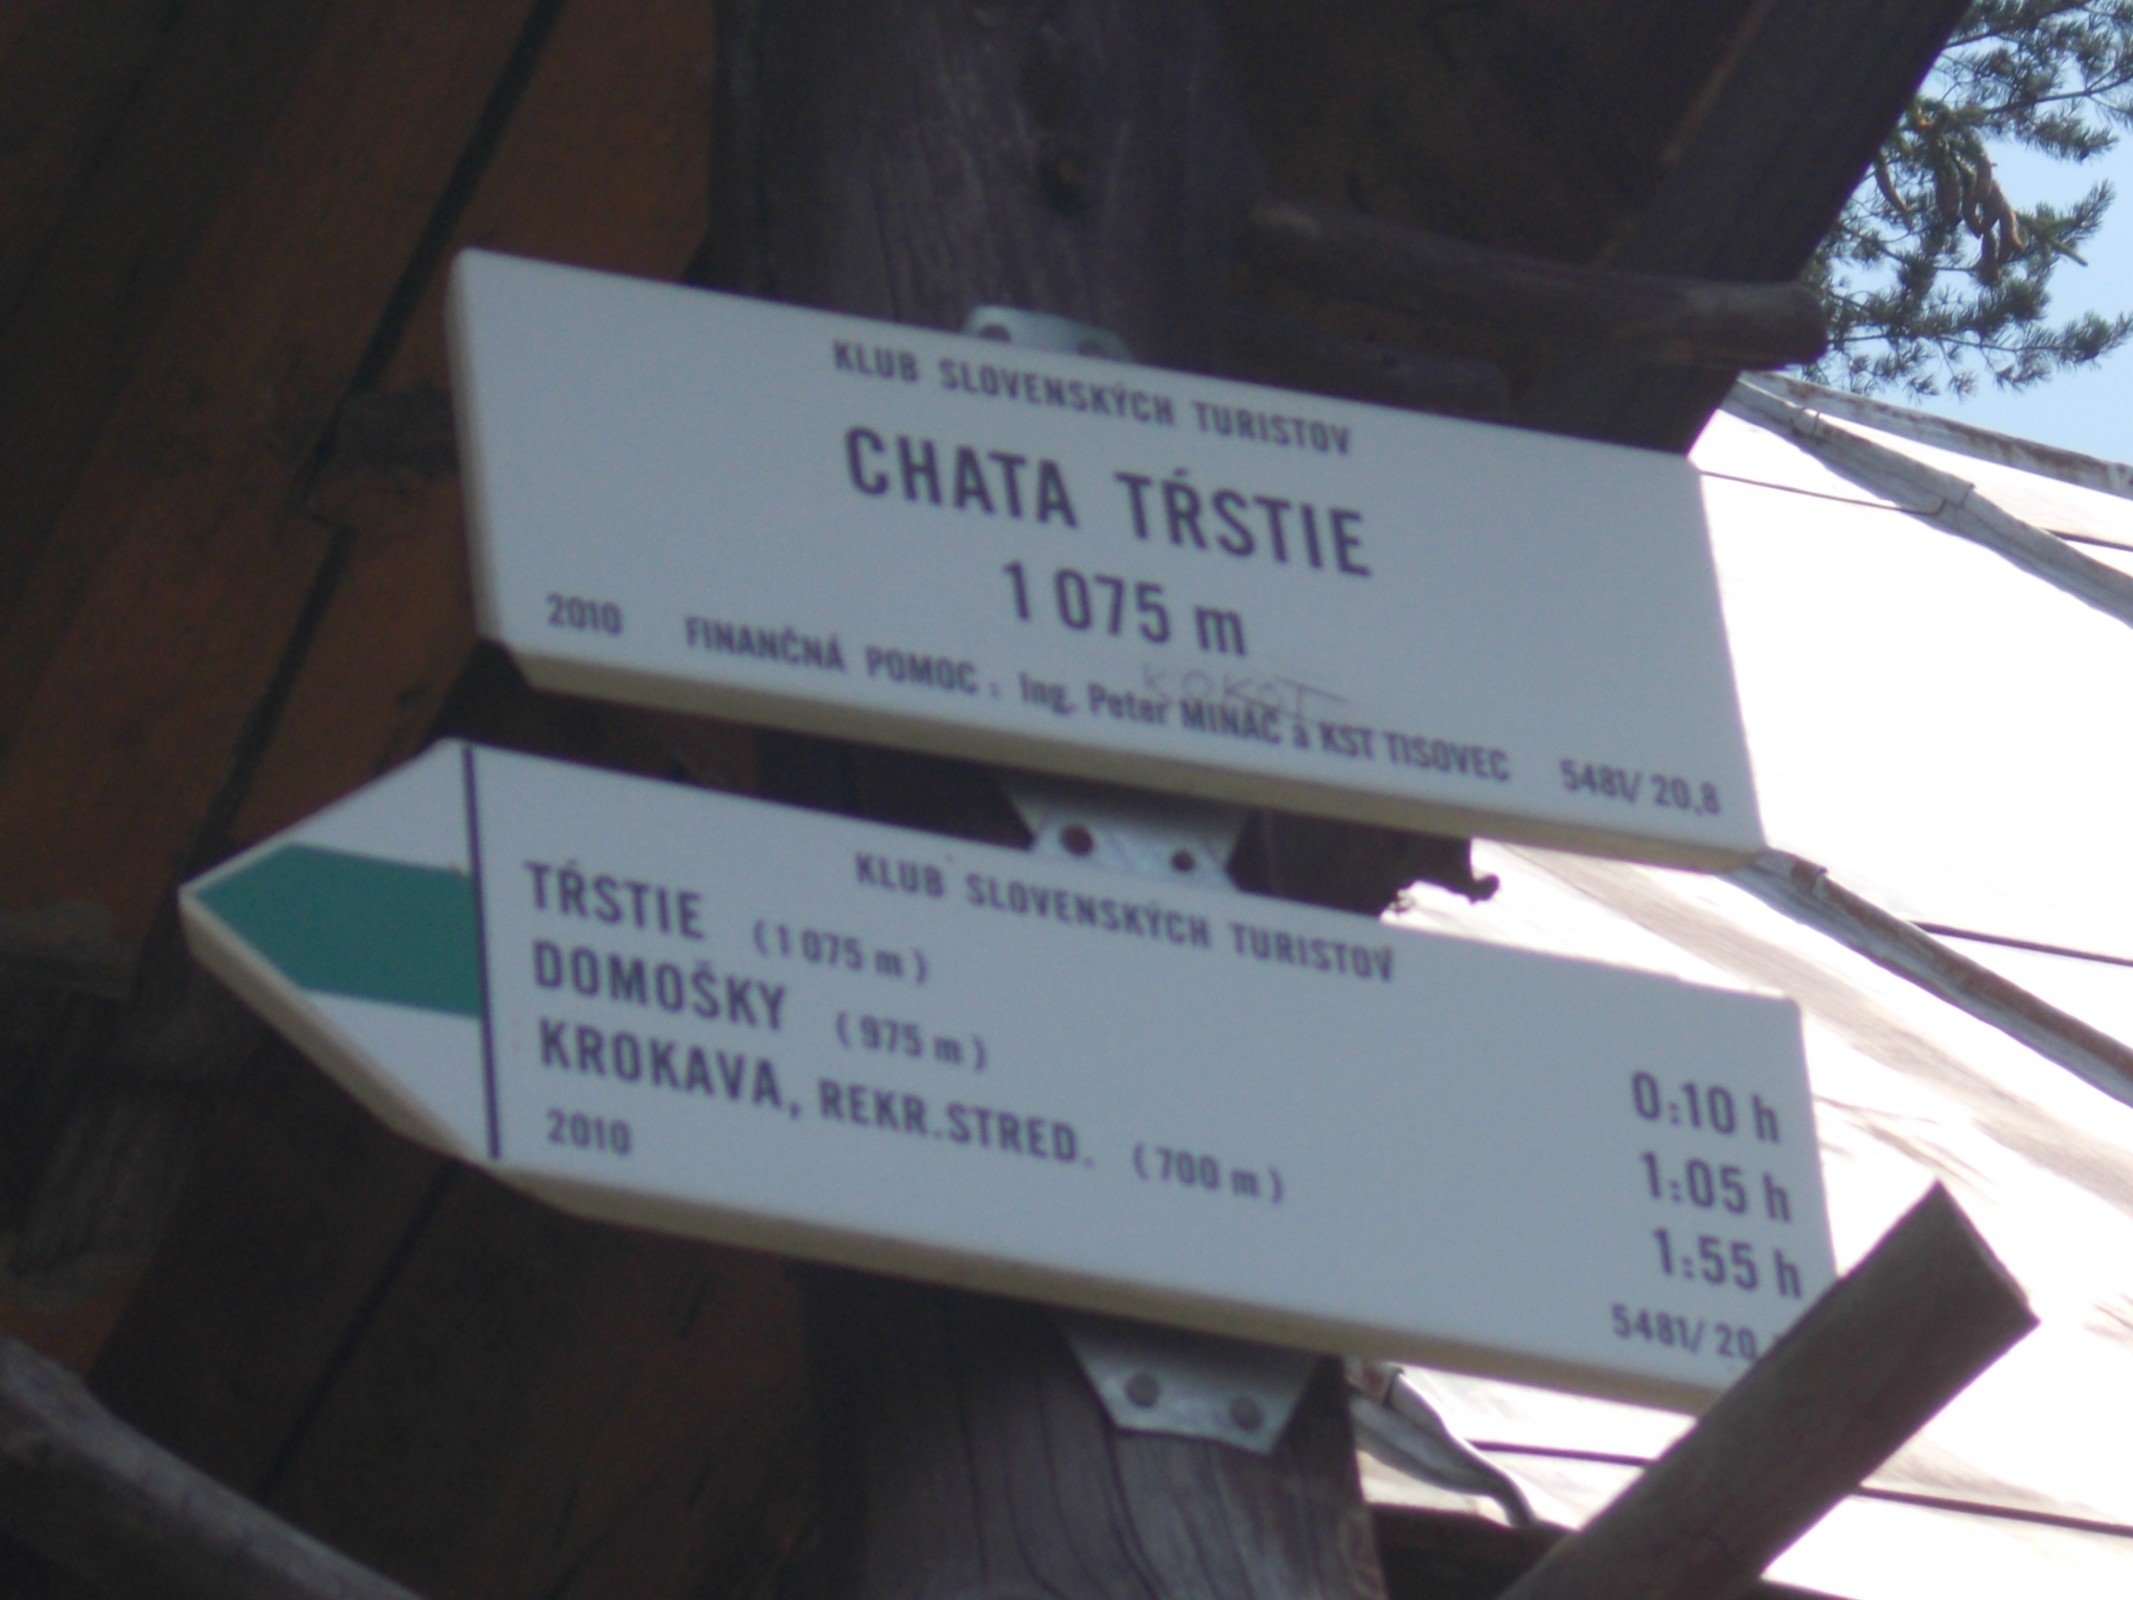 KLUB SLOVENSKÝCH TURISTOV
CHATA TŔSTIE
1 075 m
KOKOT
2010 FINANČNÁ POMOC : Ing. Peter MINÁČ a KST TISOVEC 5481/ 20,8
KLUB SLOVENSKÝCH TURISTOV
TŔSTIE (1 075 m) 0:10 h
DOMOŠKY (975 m) 1:05 h
KROKAVA, REKR.STRED. (700 m) 1:55 h
2010 5481/ 20